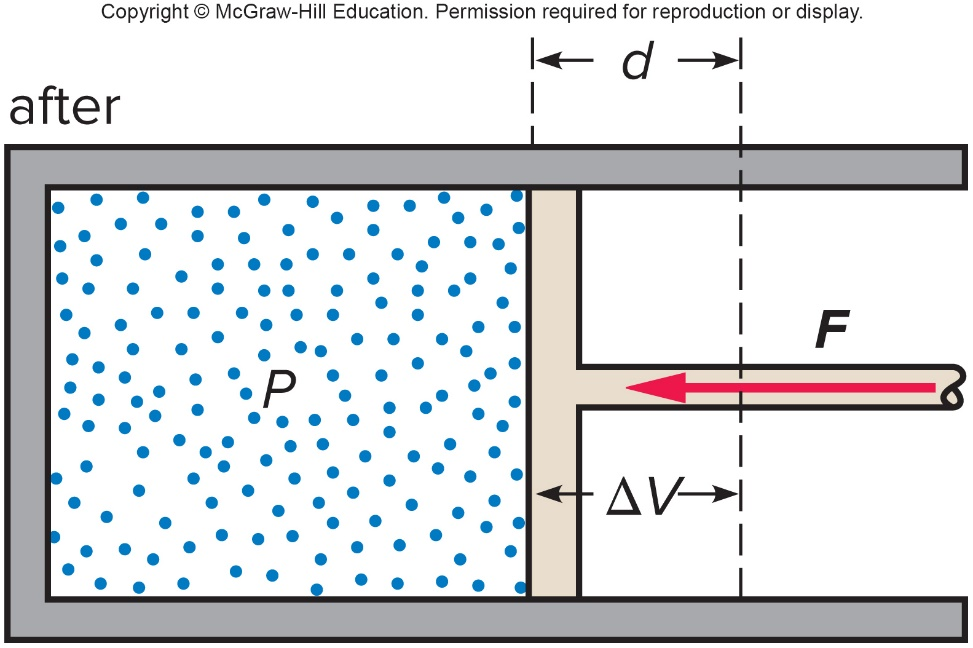 Copyright © McGraw-Hill Education. Permission required for reproduction or display.
d
after
F
P
ΔV